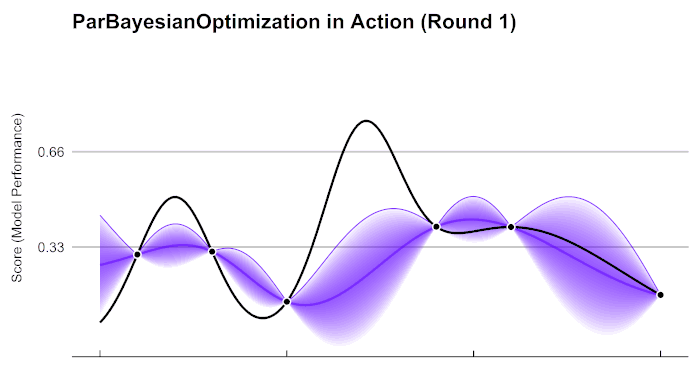 ParBayesianOptimization in Action (Round 1)
Score (Model Performance)
0.66
0.33